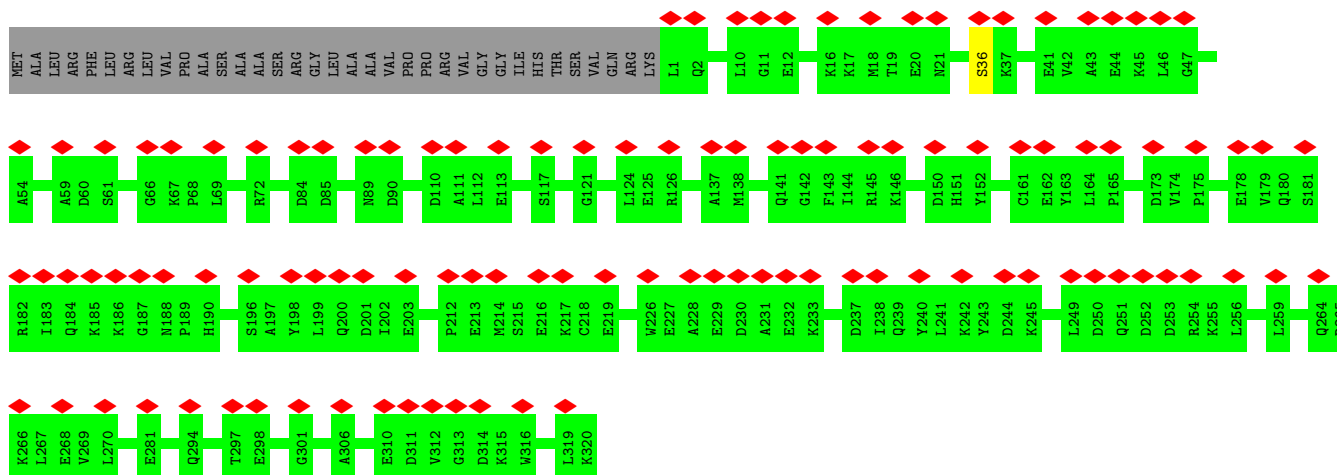 MET ALA LEU ARG PHE LEU ARG LEU VAL PRO ALA SER ALA ALA SER ARG GLY LEU ALA ALA VAL PRO PRO ARG VAL GLY GLY ILE HIS THR SER VAL GLN ARG LYS L1 Q2 L10 G11 E12 K16 K17 M18 T19 E20 N21 S36 K37 E41 V42 A43 E44 K45 L46 G47
A54 A59 D60 S61 G66 K67 P68 L69 R72 D84 D85 N89 D90 D110 A111 L112 E113 S117 G121 L124 E125 R126 A137 M138 Q141 G142 F143 I144 R145 K146 D150 H151 Y152 C161 E162 Y163 L164 P165 D173 V174 P175 E178 V179 Q180 S181
R182 I183 Q184 K185 K186 G187 N188 P189 H190 S196 A197 Y198 L199 Q200 D201 I202 E203 P212 E213 M214 S215 E216 K217 C218 E219 W226 E227 A228 E229 D230 A231 E232 K233 D237 I238 Q239 Y240 L241 K242 Y243 D244 K245 L249 D250 Q251 D252 D253 R254 K255 L256 L259 Q264
K266 L267 E268 V269 L270 E281 Q294 T297 E298 G301 A306 E310 D311 V312 G313 D314 K315 W316 L319 K320